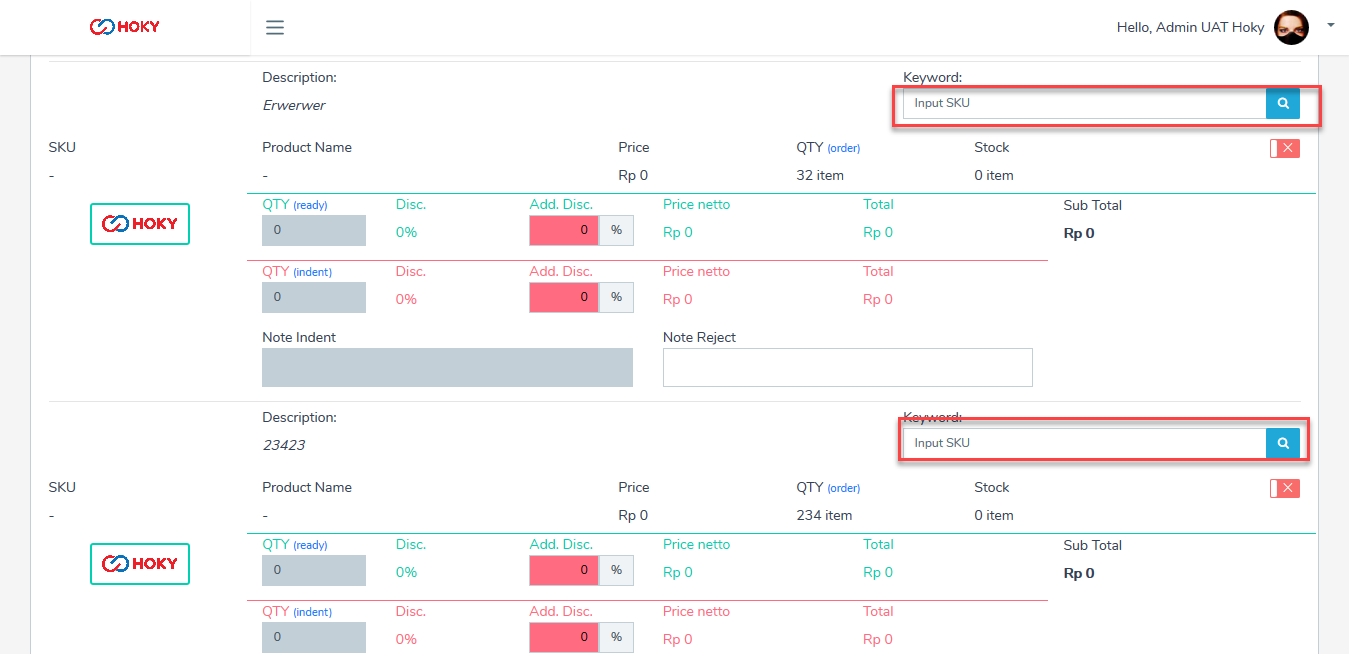 HOKY
Hello, Admin UAT Hoky
Description:
Keyword:
Erwerwer
Input SKU
SKU
Product Name
Price
QTY (order)
Stock
-
-
Rp 0
32 item
0 item
HOKY
QTY (ready)
Disc.
Add. Disc.
Price netto
Total
Sub Total
0
0%
0
%
Rp 0
Rp 0
Rp 0
QTY (indent)
Disc.
Add. Disc.
Price netto
Total
0
0%
0
%
Rp 0
Rp 0
Note Indent
Note Reject
Description:
Keyword:
23423
Input SKU
SKU
Product Name
Price
QTY (order)
Stock
-
-
Rp 0
234 item
0 item
HOKY
QTY (ready)
Disc.
Add. Disc.
Price netto
Total
Sub Total
0
0%
0
%
Rp 0
Rp 0
Rp 0
QTY (indent)
Disc.
Add. Disc.
Price netto
Total
0
0%
0
%
Rp 0
Rp 0